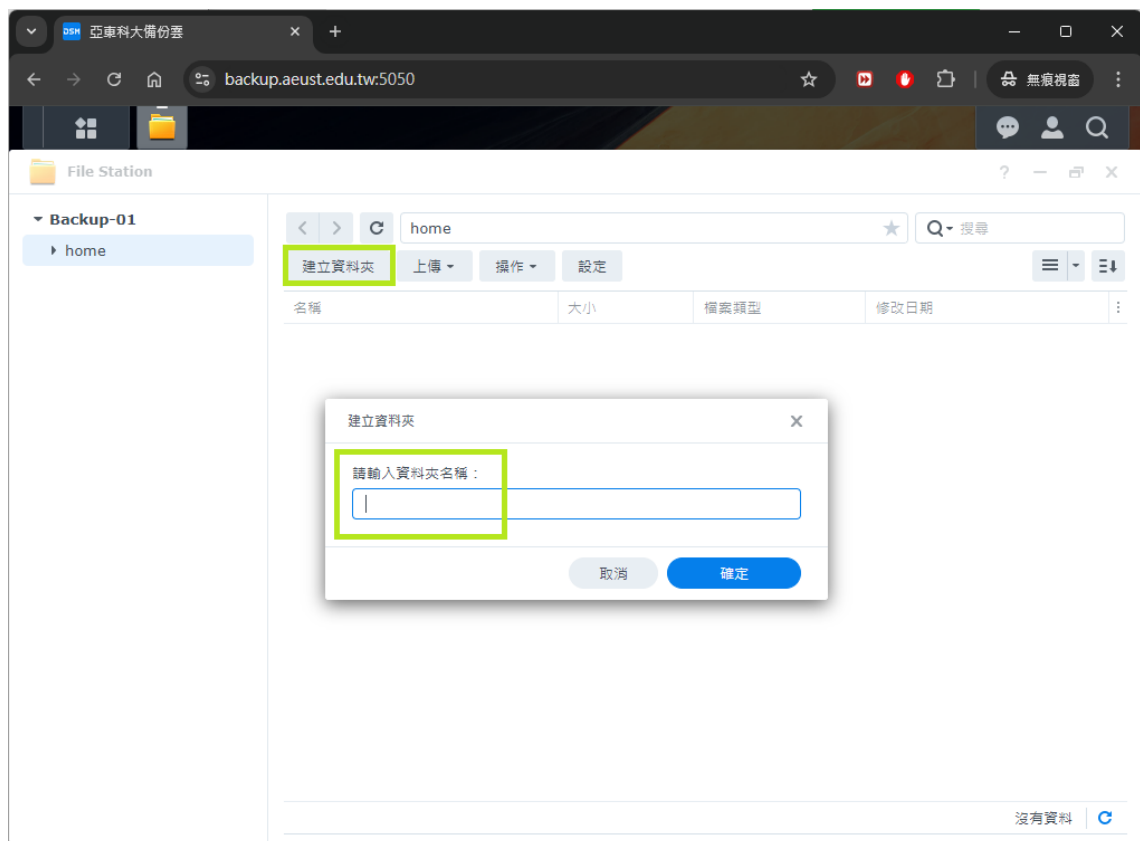 DSM 亞東科大備份雲
backup.aeust.edu.tw:5050 無痕視窗
File Station
Backup-01
home
home 搜尋
建立資料夾 上傳 操作 設定
名稱 大小 檔案類型 修改日期
建立資料夾
請輸入資料夾名稱：
取消 確定
沒有資料